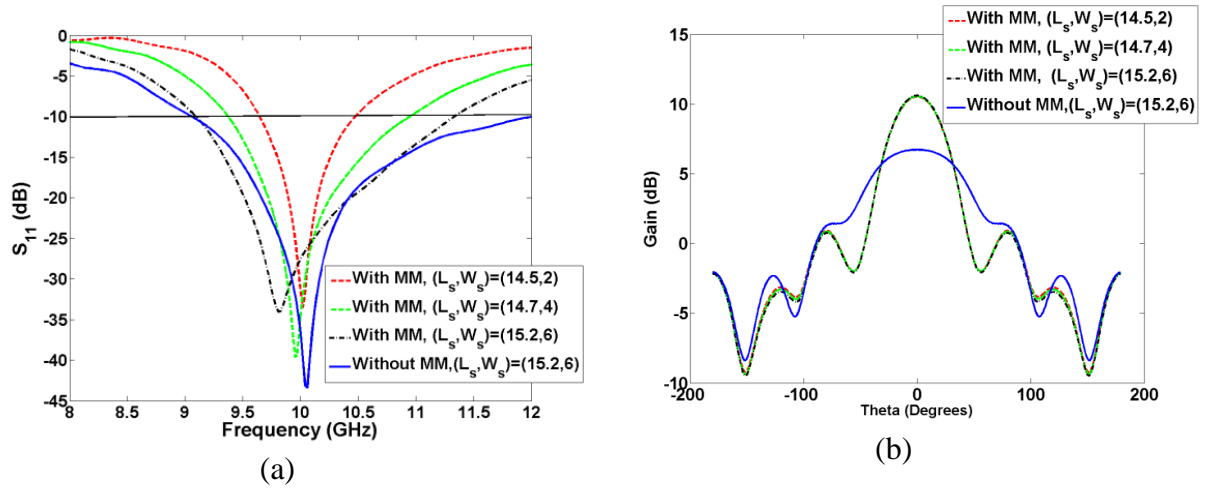 0
-5
-10
-15
-20
-25
-30
-35
-40
-45
S11 (dB)
8
8.5
9
9.5
10
10.5
11
11.5
12
Frequency (GHz)
With MM, (Ls,Ws)=(14.5,2)
With MM, (Ls,Ws)=(14.7,4)
With MM, (Ls,Ws)=(15.2,6)
Without MM,(Ls,Ws)=(15.2,6)
(a)
15
10
5
0
-5
-10
Gain (dB)
-200
-100
0
100
200
Theta (Degrees)
With MM, (Ls,Ws)=(14.5,2)
With MM, (Ls,Ws)=(14.7,4)
With MM, (Ls,Ws)=(15.2,6)
Without MM,(Ls,Ws)=(15.2,6)
(b)